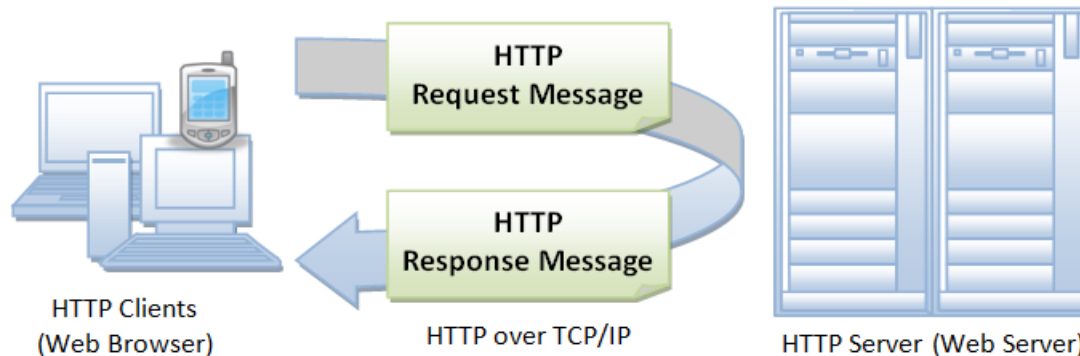 HTTP
Request Message
HTTP
Response Message
HTTP Clients
(Web Browser)
HTTP over TCP/IP
HTTP Server (Web Server)